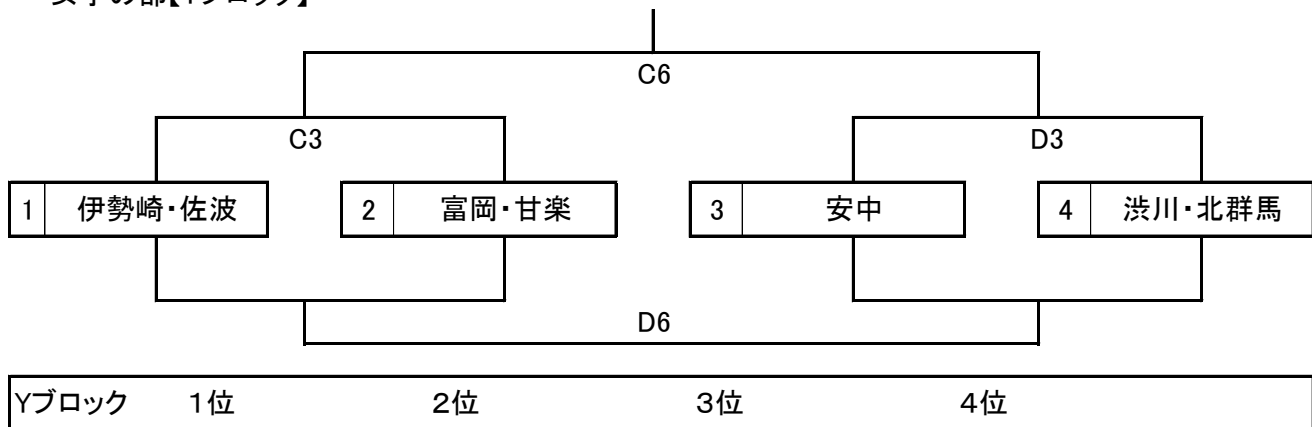 女子の部【Yブロック】
C6
C3 D3
1 伊勢崎・佐波 2 富岡・甘楽 3 安中 4 渋川・北群馬
D6
Yブロック 1位 2位 3位 4位